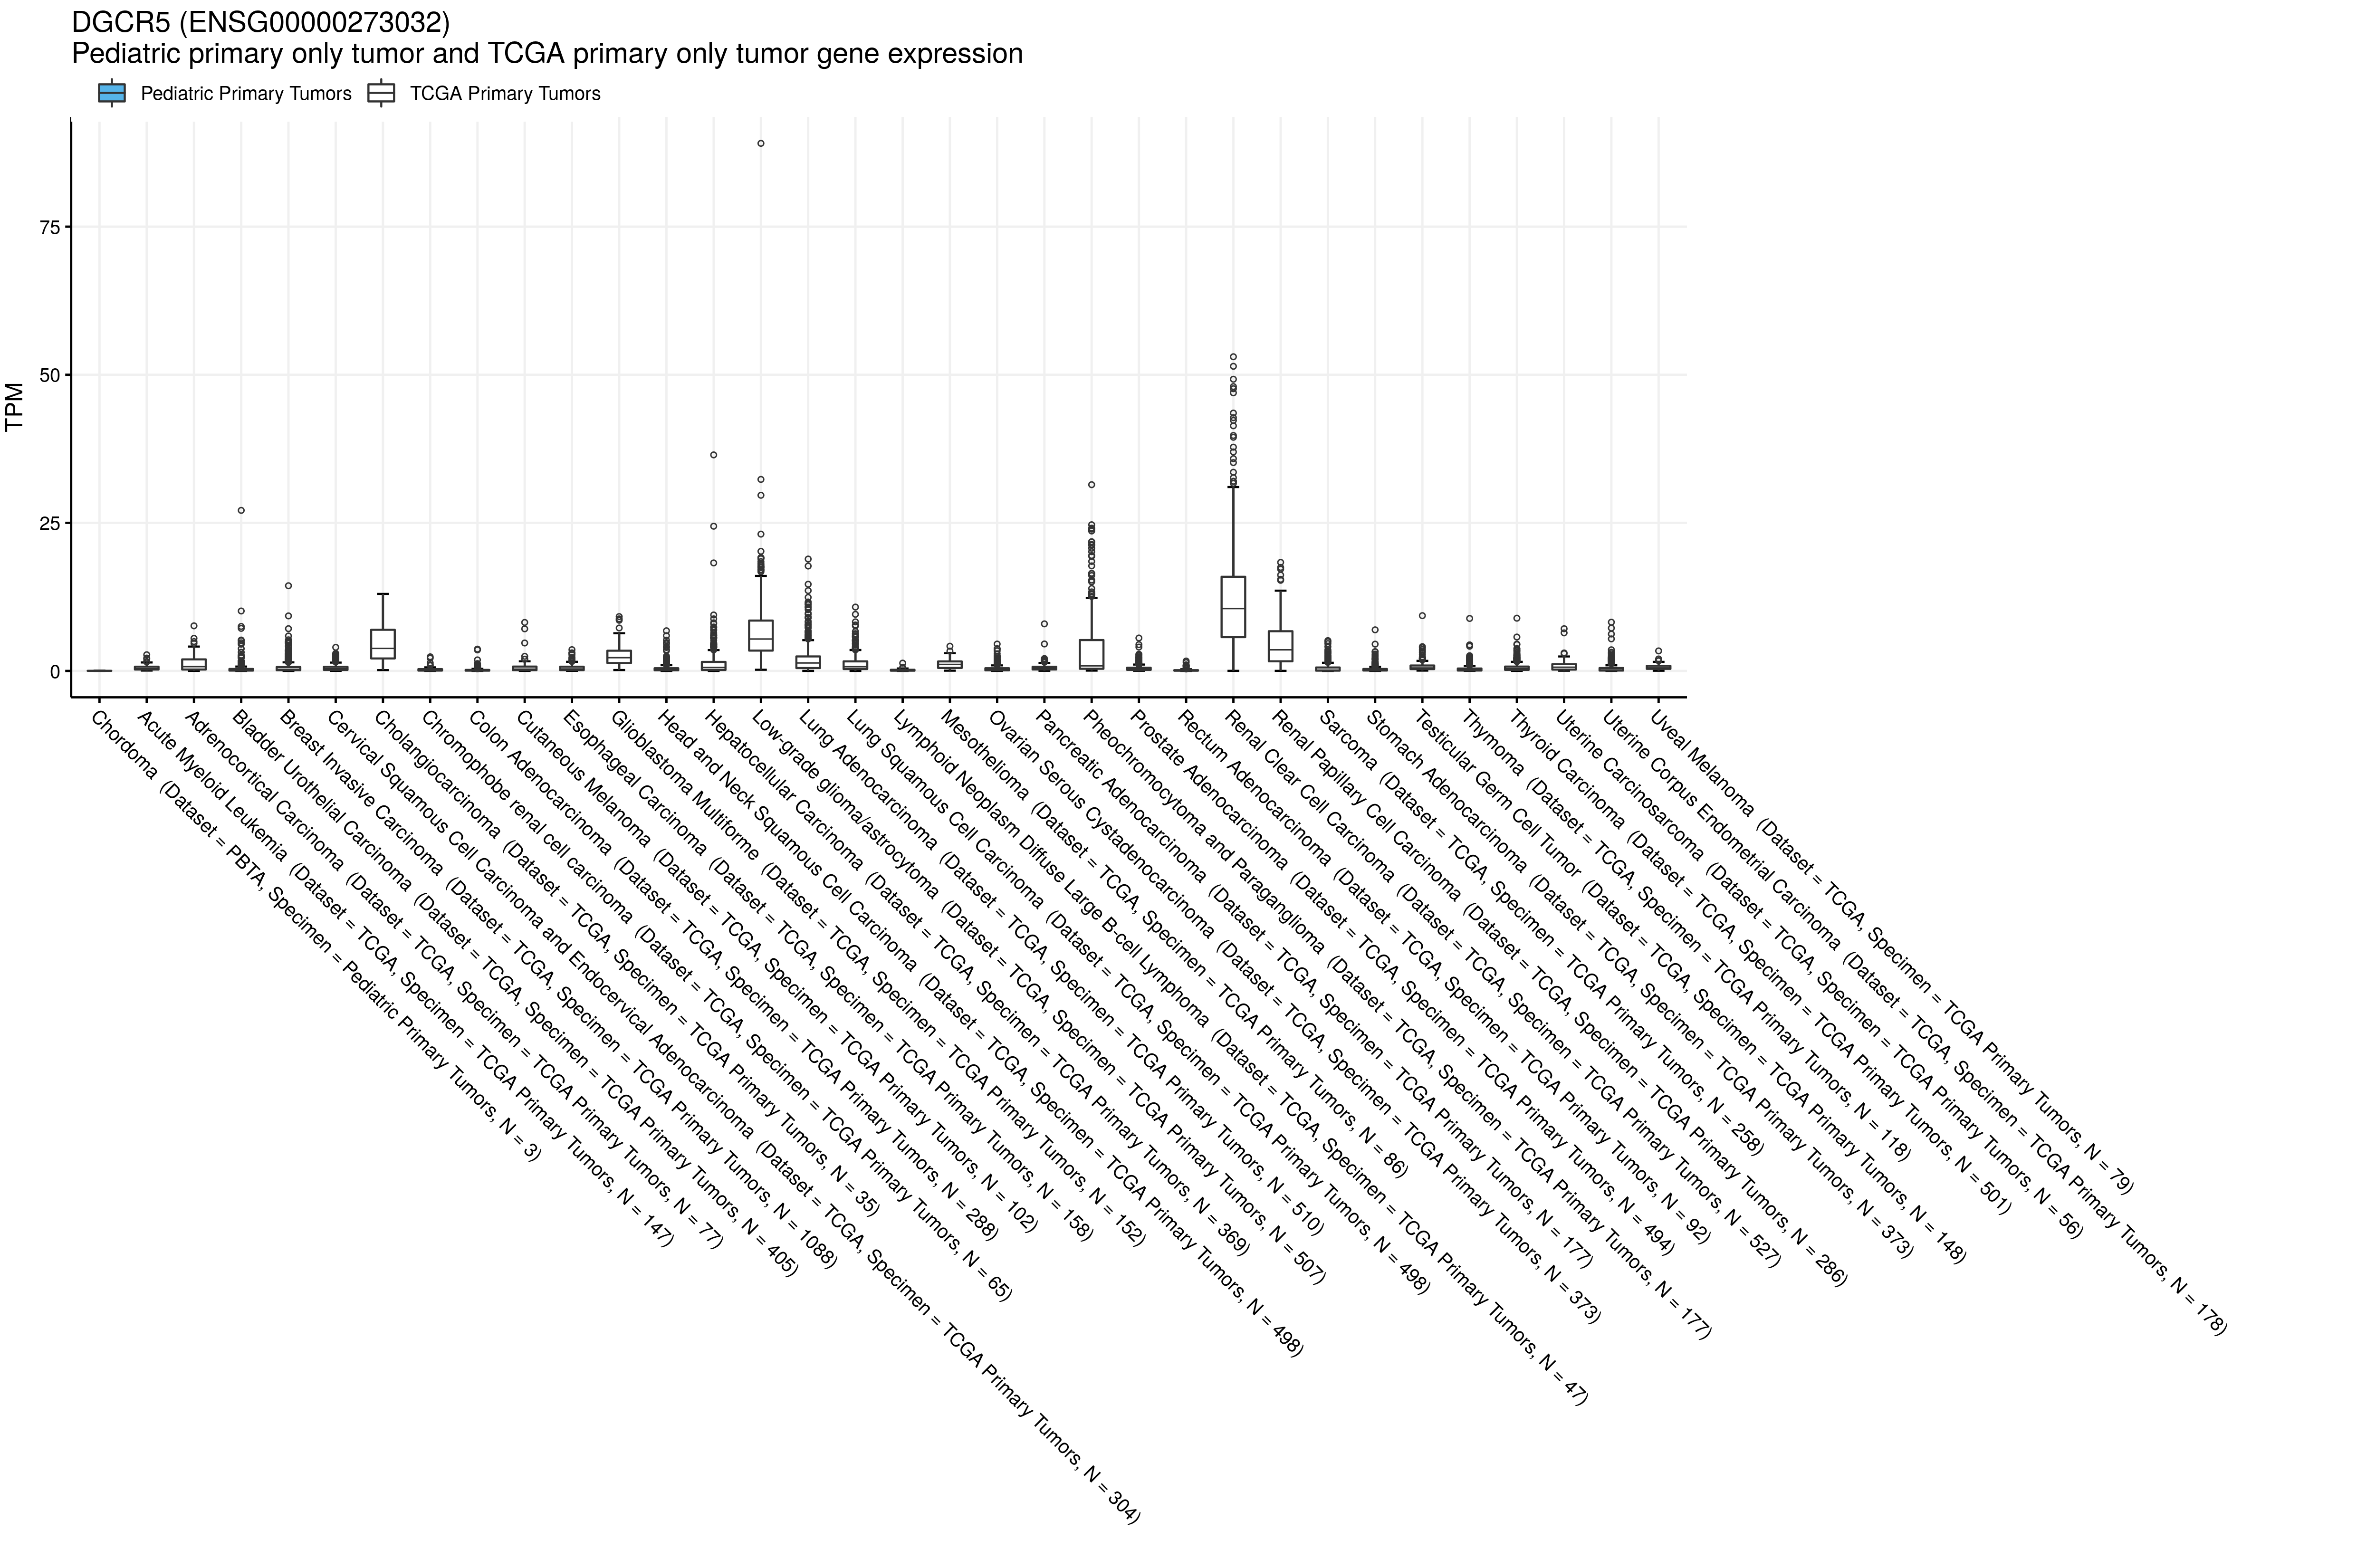 DGCR5 (ENSG00000273032)
Pediatric primary only tumor and TCGA primary only tumor gene expression
Pediatric Primary Tumors
TCGA Primary Tumors
TPM
75
50
25
0
Chordoma (Dataset = PBTA, Specimen = Pediatric Primary Tumors, N = 3)
Acute Myeloid Leukemia (Dataset = TCGA, Specimen = TCGA Primary Tumors, N = 147)
Adrenocortical Carcinoma (Dataset = TCGA, Specimen = TCGA Primary Tumors, N = 77)
Bladder Urothelial Carcinoma (Dataset = TCGA, Specimen = TCGA Primary Tumors, N = 405)
Breast Invasive Carcinoma (Dataset = TCGA, Specimen = TCGA Primary Tumors, N = 1088)
Cervical Squamous Cell Carcinoma and Endocervical Adenocarcinoma (Dataset = TCGA, Specimen = TCGA Primary Tumors, N = 304)
Cholangiocarcinoma (Dataset = TCGA, Specimen = TCGA Primary Tumors, N = 35)
Chromophobe renal cell carcinoma (Dataset = TCGA, Specimen = TCGA Primary Tumors, N = 65)
Colon Adenocarcinoma (Dataset = TCGA, Specimen = TCGA Primary Tumors, N = 288)
Cutaneous Melanoma (Dataset = TCGA, Specimen = TCGA Primary Tumors, N = 102)
Esophageal Carcinoma (Dataset = TCGA, Specimen = TCGA Primary Tumors, N = 158)
Glioblastoma Multiforme (Dataset = TCGA, Specimen = TCGA Primary Tumors, N = 152)
Head and Neck Squamous Cell Carcinoma (Dataset = TCGA, Specimen = TCGA Primary Tumors, N = 498)
Hepatocellular Carcinoma (Dataset = TCGA, Specimen = TCGA Primary Tumors, N = 369)
Low-grade glioma/astrocytoma (Dataset = TCGA, Specimen = TCGA Primary Tumors, N = 507)
Lung Adenocarcinoma (Dataset = TCGA, Specimen = TCGA Primary Tumors, N = 510)
Lung Squamous Cell Carcinoma (Dataset = TCGA, Specimen = TCGA Primary Tumors, N = 498)
Lymphoid Neoplasm Diffuse Large B-cell Lymphoma (Dataset = TCGA, Specimen = TCGA Primary Tumors, N = 47)
Mesothelioma (Dataset = TCGA, Specimen = TCGA Primary Tumors, N = 86)
Ovarian Serous Cystadenocarcinoma (Dataset = TCGA, Specimen = TCGA Primary Tumors, N = 373)
Pancreatic Adenocarcinoma (Dataset = TCGA, Specimen = TCGA Primary Tumors, N = 177)
Pheochromocytoma and Paraganglioma (Dataset = TCGA, Specimen = TCGA Primary Tumors, N = 177)
Prostate Adenocarcinoma (Dataset = TCGA, Specimen = TCGA Primary Tumors, N = 494)
Rectum Adenocarcinoma (Dataset = TCGA, Specimen = TCGA Primary Tumors, N = 92)
Renal Clear Cell Carcinoma (Dataset = TCGA, Specimen = TCGA Primary Tumors, N = 527)
Renal Papillary Cell Carcinoma (Dataset = TCGA, Specimen = TCGA Primary Tumors, N = 286)
Sarcoma (Dataset = TCGA, Specimen = TCGA Primary Tumors, N = 258)
Stomach Adenocarcinoma (Dataset = TCGA, Specimen = TCGA Primary Tumors, N = 373)
Testicular Germ Cell Tumor (Dataset = TCGA, Specimen = TCGA Primary Tumors, N = 148)
Thymoma (Dataset = TCGA, Specimen = TCGA Primary Tumors, N = 118)
Thyroid Carcinoma (Dataset = TCGA, Specimen = TCGA Primary Tumors, N = 501)
Uterine Carcinosarcoma (Dataset = TCGA, Specimen = TCGA Primary Tumors, N = 56)
Uterine Corpus Endometrial Carcinoma (Dataset = TCGA, Specimen = TCGA Primary Tumors, N = 178)
Uveal Melanoma (Dataset = TCGA, Specimen = TCGA Primary Tumors, N = 79)